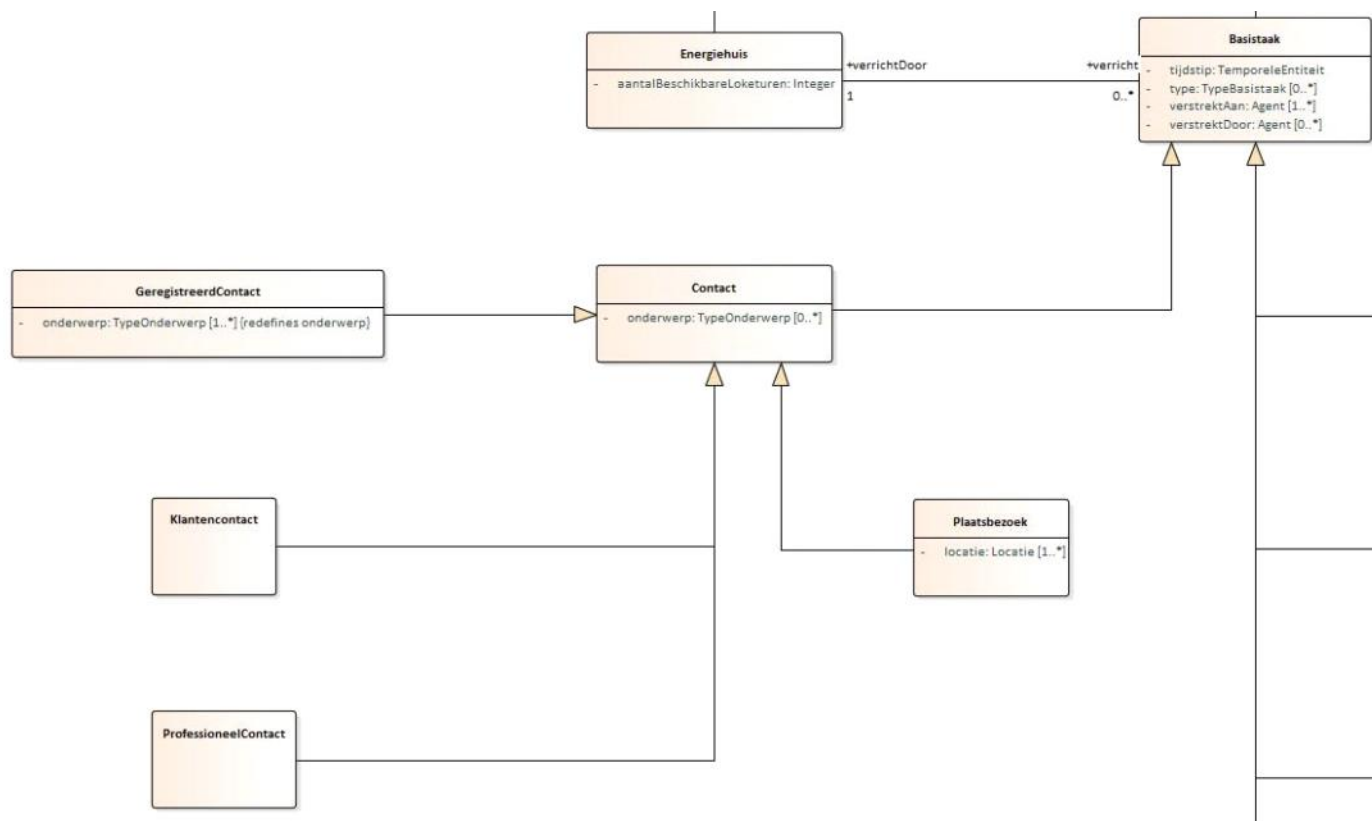 Energiehuis
- aantalBeschikbareLoketuren: Integer
+verrichtDoor
1
+verricht
0..*
Basistaak
- tijdstip: TemporeleEntiteit
- type: TypeBasistaak [0..*]
- verstrektAan: Agent [1..*]
- verstrektDoor: Agent [0..*]
GeregistreerdContact
- onderwerp: TypeOnderwerp [1..*] {redefines onderwerp}
Contact
- onderwerp: TypeOnderwerp [0..*]
Klantencontact
Plaatsbezoek
- locatie: Locatie [1..*]
ProfessioneelContact